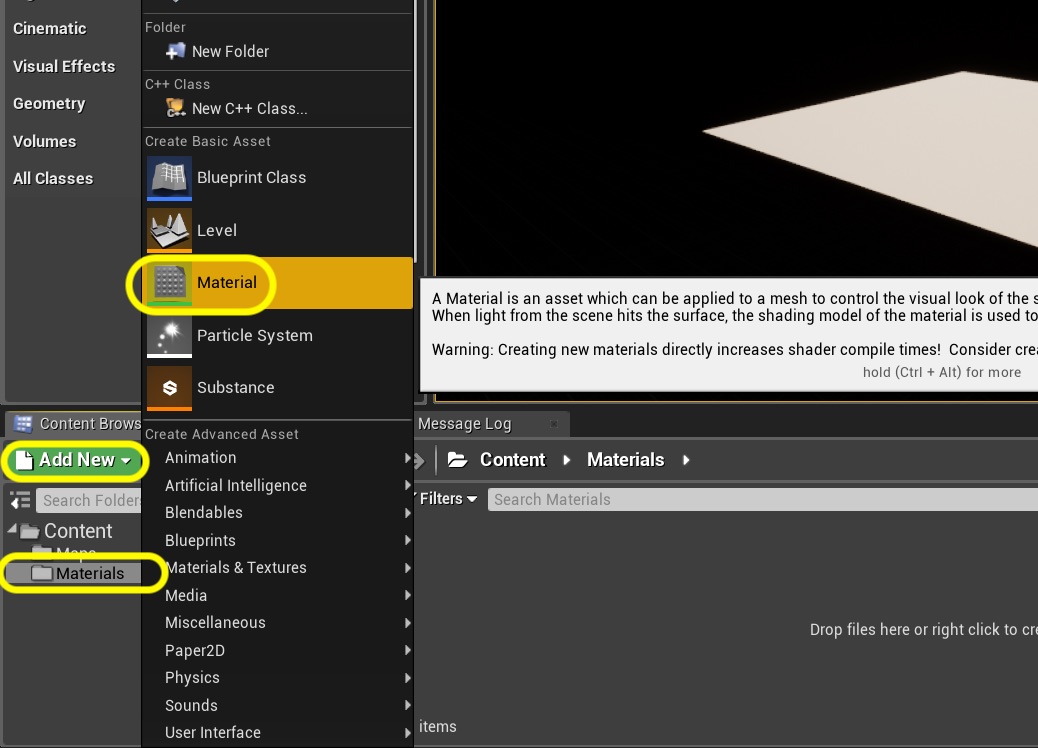 Cinematic
Visual Effects
Geometry
Volumes
All Classes
Folder
New Folder
C++ Class
New C++ Class...
Create Basic Asset
Blueprint Class
Level
Material
Particle System
Substance
Create Advanced Asset
Animation
Artificial Intelligence
Blendables
Blueprints
Materials & Textures
Media
Miscellaneous
Paper2D
Physics
Sounds
User Interface
A Material is an asset which can be applied to a mesh to control the visual look of the s
When light from the scene hits the surface, the shading model of the material is used to
Warning: Creating new materials directly increases shader compile times!  Consider crea
hold (Ctrl + Alt) for more
Content Brows
Message Log
Add New
Content Materials
Search Folder
Filters
Search Materials
Content
Maps
Materials
Drop files here or right click to cre
items